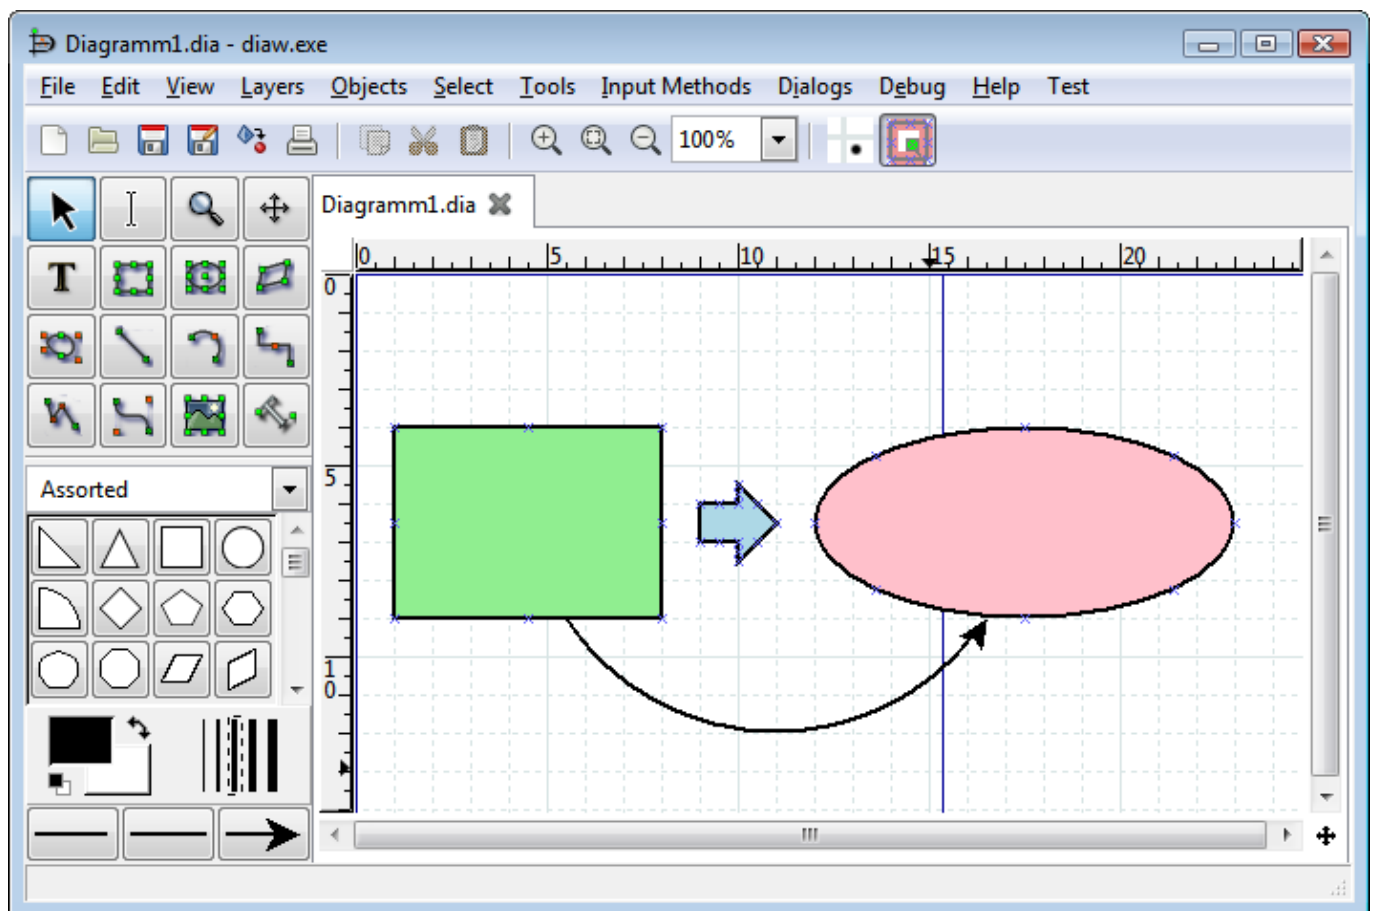 Diagramm1.dia - diaw.exe
File Edit View Layers Objects Select Tools Input Methods Dialogs Debug Help Test
100%
Diagramm1.dia
T
0 5 10 15 20
0
5
10
Assorted